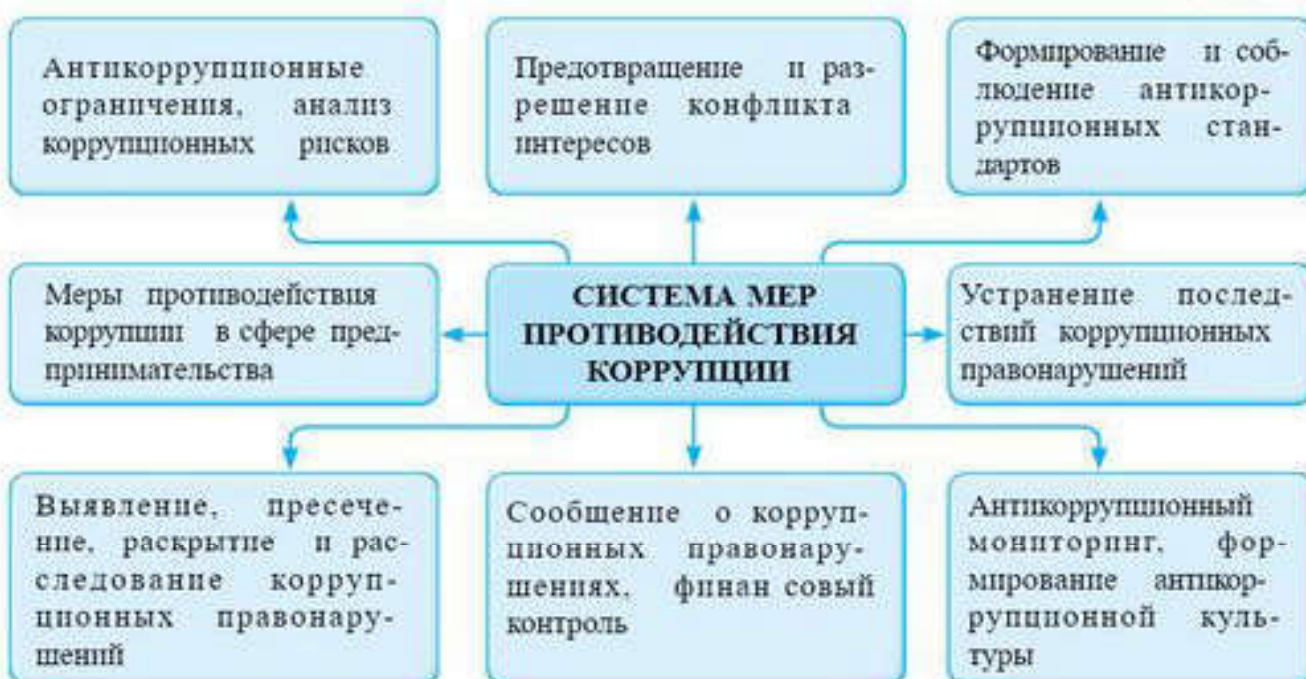 Антикоррупционные
ограничения, анализ
коррупционных рисков
Предотвращение и раз-
решение конфликта
интересов
Формирование и соб-
людение антикор-
рупционных стан-
дартов
Меры противодействия
коррупции в сфере пред-
принимательства
СИСТЕМА МЕР
ПРОТИВОДЕЙСТВИЯ
КОРРУПЦИИ
Устранение послед-
ствий коррупционных
правонарушений
Выявление, пресече-
ние, раскрытие и рас-
следование корруп-
ционных правонару-
шений
Сообщение о корруп-
ционных правонару-
шениях, финан совый
контроль
Антикоррупционный
мониторинг, фор-
мирование антикор-
рупционной куль-
туры